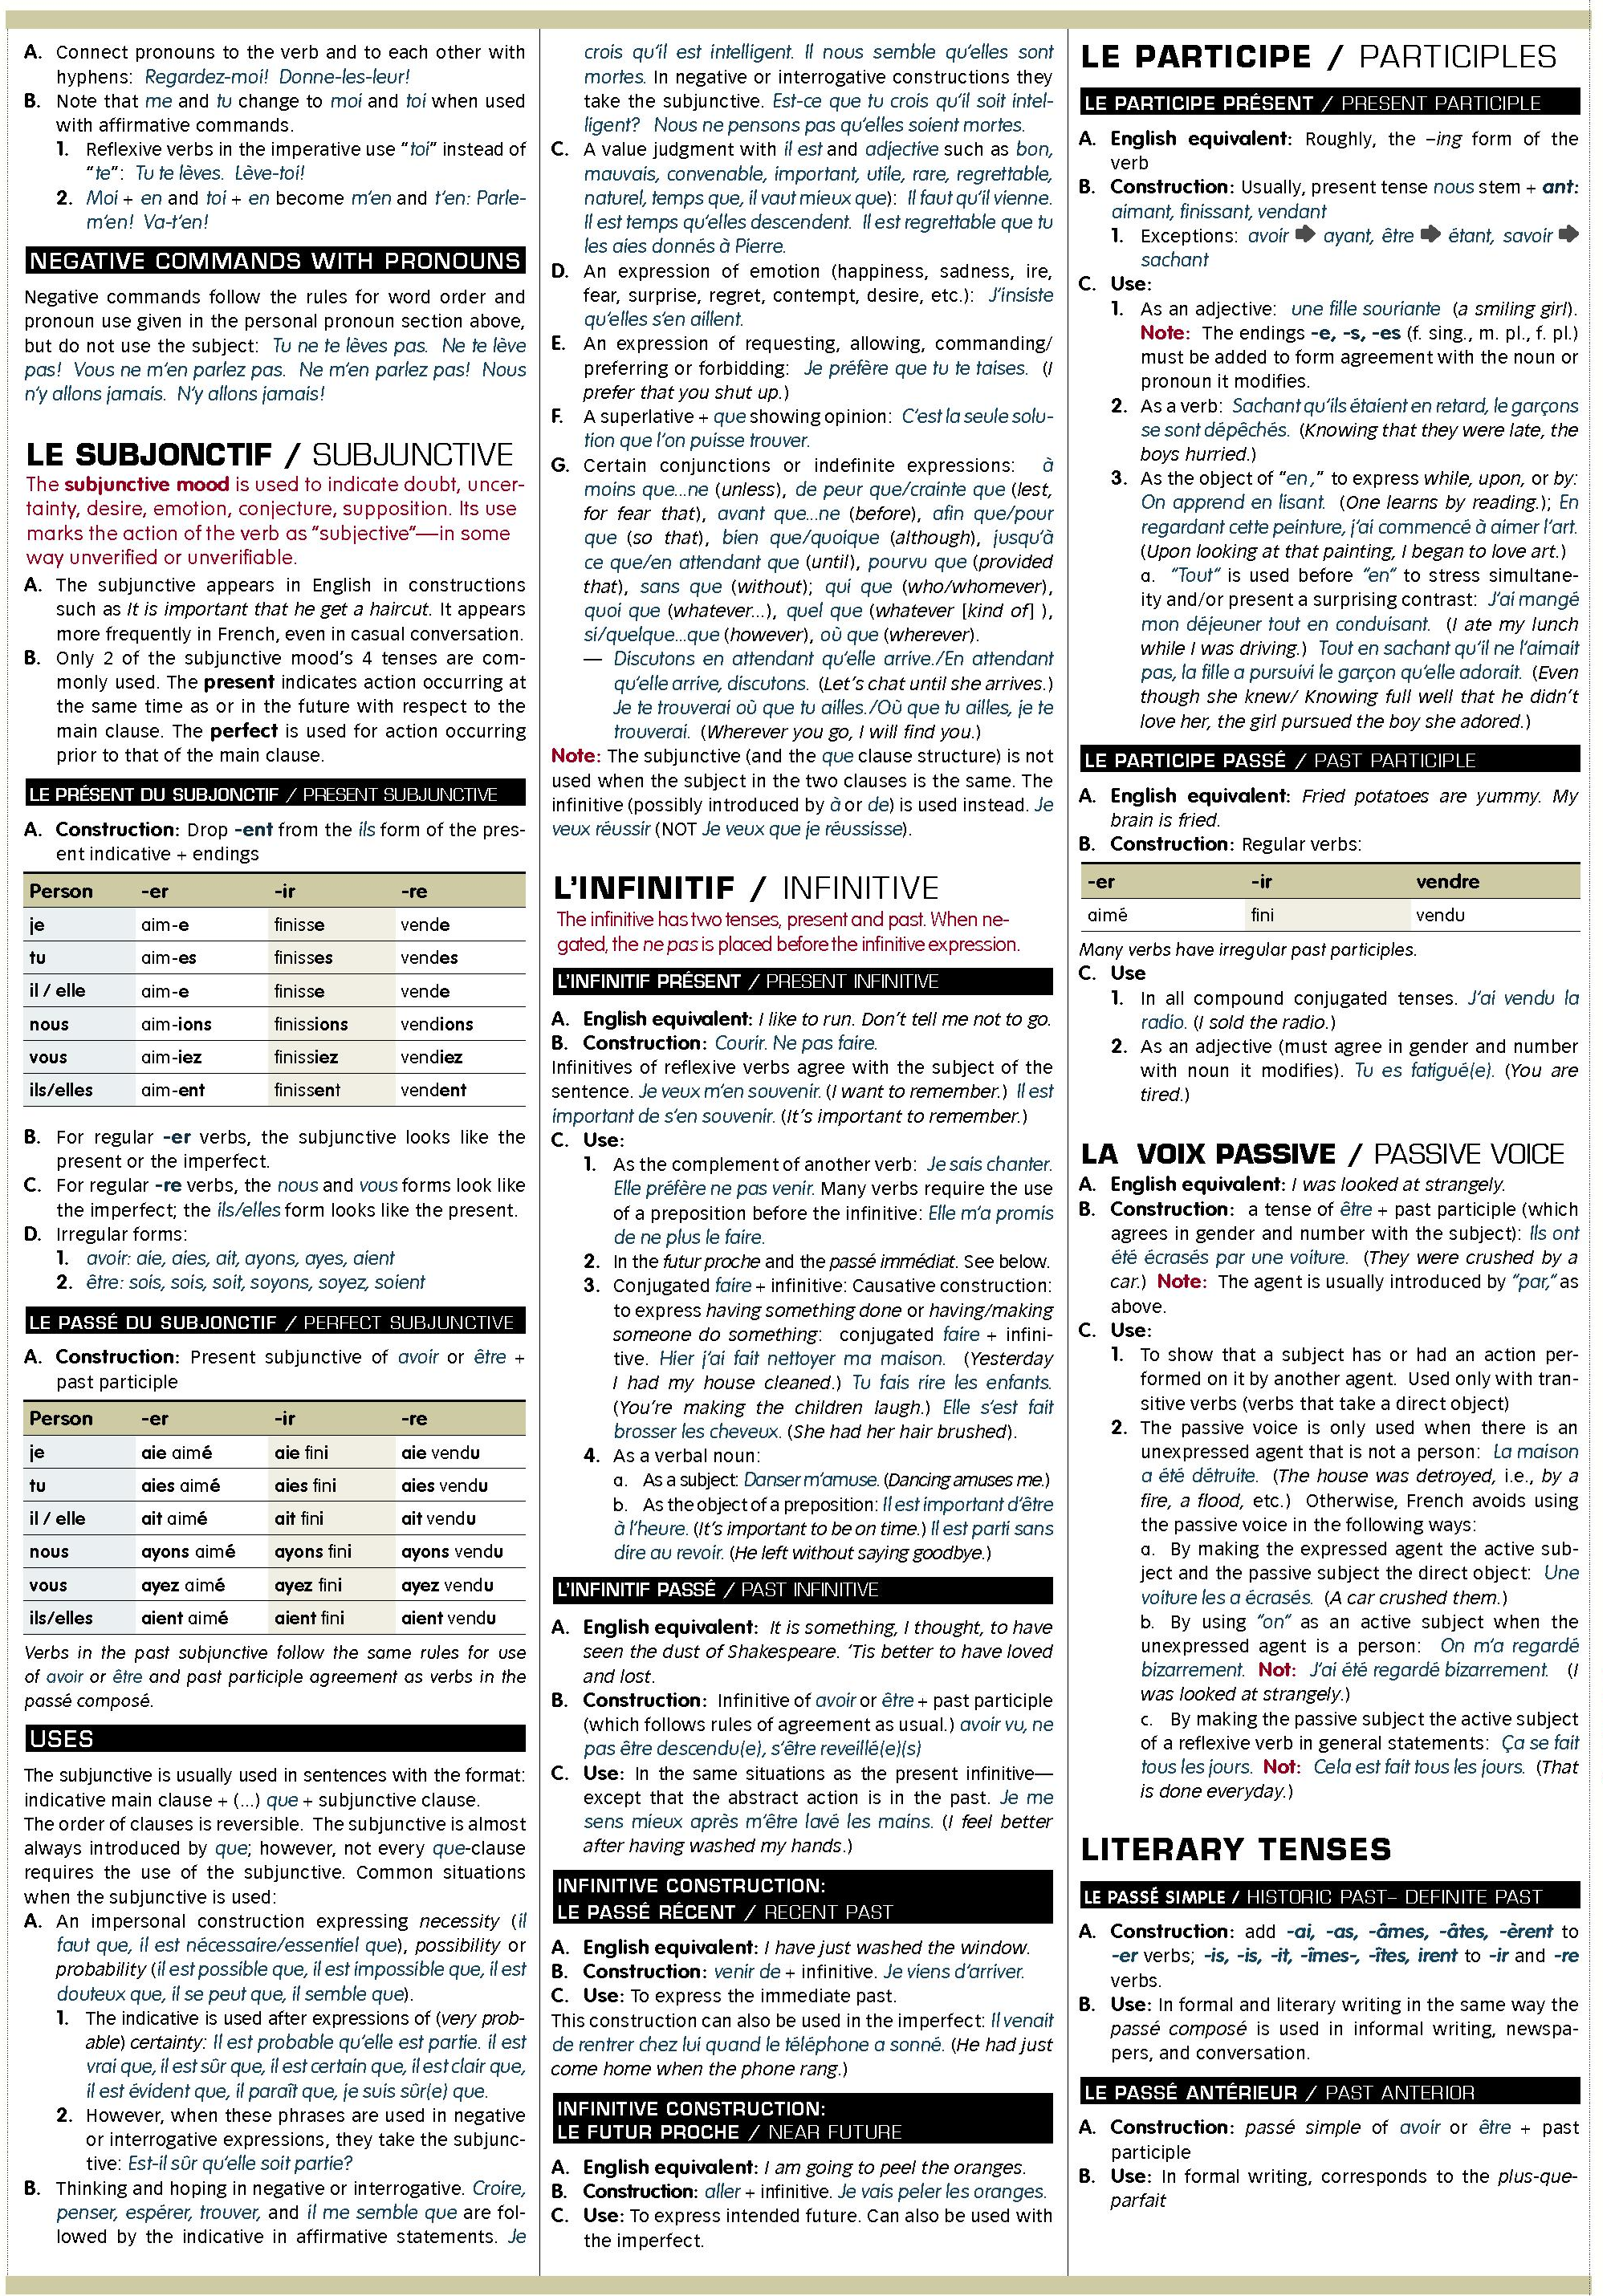 A. Connect pronouns to the verb and to each other with
hyphens: Regardez-moi! Donne-les-leur!
B. Note that me and tu change to moi and toi when used
with affirmative commands.
1. Reflexive verbs in the imperative use “toi” instead of
“te”: Tu te lèves. Lève-toi!
2. Moi + en and toi + en become m’en and t’en: Parle-
m’en! Va-t’en!
NEGATIVE COMMANDS WITH PRONOUNS
Negative commands follow the rules for word order and
pronoun use given in the personal pronoun section above,
but do not use the subject: Tu ne te lèves pas. Ne te lève
pas! Vous ne m’en parlez pas. Ne m’en parlez pas! Nous
n’y allons jamais. N’y allons jamais!
LE SUBJONCTIF / SUBJUNCTIVE
The subjunctive mood is used to indicate doubt, uncer-
tainty, desire, emotion, conjecture, supposition. Its use
marks the action of the verb as “subjective”—in some
way unverified or unverifiable.
A. The subjunctive appears in English in constructions
such as It is important that he get a haircut. It appears
more frequently in French, even in casual conversation.
B. Only 2 of the subjunctive mood’s 4 tenses are com-
monly used. The present indicates action occurring at
the same time as or in the future with respect to the
main clause. The perfect is used for action occurring
prior to that of the main clause.
LE PRÉSENT DU SUBJONCTIF / PRESENT SUBJUNCTIVE
A. Construction: Drop -ent from the ils form of the pres-
ent indicative + endings
Person -er -ir -re
je aim-e finisse vende
tu aim-es finisses vendes
il / elle aim-e finisse vende
nous aim-ions finissions vendions
vous aim-iez finissiez vendiez
ils/elles aim-ent finissent vendent
B. For regular -er verbs, the subjunctive looks like the
present or the imperfect.
C. For regular -re verbs, the nous and vous forms look like
the imperfect; the ils/elles form looks like the present.
D. Irregular forms:
1. avoir: aie, aies, ait, ayons, ayes, aient
2. être: sois, sois, soit, soyons, soyez, soient
LE PASSÉ DU SUBJONCTIF / PERFECT SUBJUNCTIVE
A. Construction: Present subjunctive of avoir or être +
past participle
Person -er -ir -re
je aie aimé aie fini aie vendu
tu aies aimé aies fini aies vendu
il / elle ait aimé ait fini ait vendu
nous ayons aimé ayons fini ayons vendu
vous ayez aimé ayez fini ayez vendu
ils/elles aient aimé aient fini aient vendu
Verbs in the past subjunctive follow the same rules for use
of avoir or être and past participle agreement as verbs in the
passé composé.
USES
The subjunctive is usually used in sentences with the format:
indicative main clause + (...) que + subjunctive clause.
The order of clauses is reversible. The subjunctive is almost
always introduced by que; however, not every que-clause
requires the use of the subjunctive. Common situations
when the subjunctive is used:
A. An impersonal construction expressing necessity (il
faut que, il est nécessaire/essentiel que), possibility or
probability (il est possible que, il est impossible que, il est
douteux que, il se peut que, il semble que).
1. The indicative is used after expressions of (very prob-
able) certainty: Il est probable qu’elle est partie. il est
vrai que, il est sûr que, il est certain que, il est clair que,
il est évident que, il paraît que, je suis sûr(e) que.
2. However, when these phrases are used in negative
or interrogative expressions, they take the subjunc-
tive: Est-il sûr qu’elle soit partie?
B. Thinking and hoping in negative or interrogative. Croire,
penser, espérer, trouver, and il me semble que are fol-
lowed by the indicative in affirmative statements. Je
crois qu’il est intelligent. Il nous semble qu’elles sont
mortes. In negative or interrogative constructions they
take the subjunctive. Est-ce que tu crois qu’il soit intel-
ligent? Nous ne pensons pas qu’elles soient mortes.
C. A value judgment with il est and adjective such as bon,
mauvais, convenable, important, utile, rare, regrettable,
naturel, temps que, il vaut mieux que): Il faut qu’il vienne.
Il est temps qu’elles descendent. Il est regrettable que tu
les aies donnés à Pierre.
D. An expression of emotion (happiness, sadness, ire,
fear, surprise, regret, contempt, desire, etc.): J’insiste
qu’elles s’en aillent.
E. An expression of requesting, allowing, commanding/
preferring or forbidding: Je préfère que tu te taises. (I
prefer that you shut up.)
F. A superlative + que showing opinion: C’est la seule solu-
tion que l’on puisse trouver.
G. Certain conjunctions or indefinite expressions: à
moins que...ne (unless), de peur que/crainte que (lest,
for fear that), avant que...ne (before), afin que/pour
que (so that), bien que/quoique (although), jusqu’à
ce que/en attendant que (until), pourvu que (provided
that), sans que (without); qui que (who/whomever),
quoi que (whatever...), quel que (whatever [kind of] ),
si/quelque...que (however), où que (wherever).
— Discutons en attendant qu’elle arrive./En attendant
qu’elle arrive, discutons. (Let’s chat until she arrives.)
Je te trouverai où que tu ailles./Où que tu ailles, je te
trouverai. (Wherever you go, I will find you.)
Note: The subjunctive (and the que clause structure) is not
used when the subject in the two clauses is the same. The
infinitive (possibly introduced by à or de) is used instead. Je
veux réussir (NOT Je veux que je réussisse).
L’INFINITIF / INFINITIVE
The infinitive has two tenses, present and past. When ne-
gated, the ne pas is placed before the infinitive expression.
L’INFINITIF PRÉSENT / PRESENT INFINITIVE
A. English equivalent: I like to run. Don’t tell me not to go.
B. Construction: Courir. Ne pas faire.
Infinitives of reflexive verbs agree with the subject of the
sentence. Je veux m’en souvenir. (I want to remember.) Il est
important de s’en souvenir. (It’s important to remember.)
C. Use:
1. As the complement of another verb: Je sais chanter.
Elle préfère ne pas venir. Many verbs require the use
of a preposition before the infinitive: Elle m’a promis
de ne plus le faire.
2. In the futur proche and the passé immédiat. See below.
3. Conjugated faire + infinitive: Causative construction:
to express having something done or having/making
someone do something: conjugated faire + infini-
tive. Hier j’ai fait nettoyer ma maison. (Yesterday
I had my house cleaned.) Tu fais rire les enfants.
(You’re making the children laugh.) Elle s’est fait
brosser les cheveux. (She had her hair brushed).
4. As a verbal noun:
a. As a subject: Danser m’amuse. (Dancing amuses me.)
b. As the object of a preposition: Il est important d’être
à l’heure. (It’s important to be on time.) Il est parti sans
dire au revoir. (He left without saying goodbye.)
L’INFINITIF PASSÉ / PAST INFINITIVE
A. English equivalent: It is something, I thought, to have
seen the dust of Shakespeare. ‘Tis better to have loved
and lost.
B. Construction: Infinitive of avoir or être + past participle
(which follows rules of agreement as usual.) avoir vu, ne
pas être descendu(e), s’être reveillé(e)(s)
C. Use: In the same situations as the present infinitive—
except that the abstract action is in the past. Je me
sens mieux après m’être lavé les mains. (I feel better
after having washed my hands.)
INFINITIVE CONSTRUCTION:
LE PASSÉ RÉCENT / RECENT PAST
A. English equivalent: I have just washed the window.
B. Construction: venir de + infinitive. Je viens d’arriver.
C. Use: To express the immediate past.
This construction can also be used in the imperfect: Il venait
de rentrer chez lui quand le téléphone a sonné. (He had just
come home when the phone rang.)
INFINITIVE CONSTRUCTION:
LE FUTUR PROCHE / NEAR FUTURE
A. English equivalent: I am going to peel the oranges.
B. Construction: aller + infinitive. Je vais peler les oranges.
C. Use: To express intended future. Can also be used with
the imperfect.
LE PARTICIPE / PARTICIPLES
LE PARTICIPE PRÉSENT / PRESENT PARTICIPLE
A. English equivalent: Roughly, the –ing form of the
verb
B. Construction: Usually, present tense nous stem + ant:
aimant, finissant, vendant
1. Exceptions: avoir ➡ ayant, être ➡ étant, savoir ➡
sachant
C. Use:
1. As an adjective: une fille souriante (a smiling girl).
Note: The endings -e, -s, -es (f. sing., m. pl., f. pl.)
must be added to form agreement with the noun or
pronoun it modifies.
2. As a verb: Sachant qu’ils étaient en retard, le garçons
se sont dépêchés. (Knowing that they were late, the
boys hurried.)
3. As the object of “en,” to express while, upon, or by:
On apprend en lisant. (One learns by reading.); En
regardant cette peinture, j’ai commencé à aimer l’art.
(Upon looking at that painting, I began to love art.)
a. “Tout” is used before “en” to stress simultane-
ity and/or present a surprising contrast: J’ai mangé
mon déjeuner tout en conduisant. (I ate my lunch
while I was driving.) Tout en sachant qu’il ne l’aimait
pas, la fille a pursuivi le garçon qu’elle adorait. (Even
though she knew/ Knowing full well that he didn’t
love her, the girl pursued the boy she adored.)
LE PARTICIPE PASSÉ / PAST PARTICIPLE
A. English equivalent: Fried potatoes are yummy. My
brain is fried.
B. Construction: Regular verbs:
-er -ir vendre
aimé fini vendu
Many verbs have irregular past participles.
C. Use
1. In all compound conjugated tenses. J’ai vendu la
radio. (I sold the radio.)
2. As an adjective (must agree in gender and number
with noun it modifies). Tu es fatigué(e). (You are
tired.)
LA VOIX PASSIVE / PASSIVE VOICE
A. English equivalent: I was looked at strangely.
B. Construction: a tense of être + past participle (which
agrees in gender and number with the subject): Ils ont
été écrasés par une voiture. (They were crushed by a
car.) Note: The agent is usually introduced by “par,” as
above.
C. Use:
1. To show that a subject has or had an action per-
formed on it by another agent. Used only with tran-
sitive verbs (verbs that take a direct object)
2. The passive voice is only used when there is an
unexpressed agent that is not a person: La maison
a été détruite. (The house was detroyed, i.e., by a
fire, a flood, etc.) Otherwise, French avoids using
the passive voice in the following ways:
a. By making the expressed agent the active sub-
ject and the passive subject the direct object: Une
voiture les a écrasés. (A car crushed them.)
b. By using “on” as an active subject when the
unexpressed agent is a person: On m’a regardé
bizarrement. Not: J’ai été regardé bizarrement. (I
was looked at strangely.)
c. By making the passive subject the active subject
of a reflexive verb in general statements: Ça se fait
tous les jours. Not: Cela est fait tous les jours. (That
is done everyday.)
LITERARY TENSES
LE PASSÉ SIMPLE / HISTORIC PAST– DEFINITE PAST
A. Construction: add -ai, -as, -âmes, -âtes, -èrent to
-er verbs; -is, -is, -it, -îmes-, -îtes, irent to -ir and -re
verbs.
B. Use: In formal and literary writing in the same way the
passé composé is used in informal writing, newspa-
pers, and conversation.
LE PASSÉ ANTÉRIEUR / PAST ANTERIOR
A. Construction: passé simple of avoir or être + past
participle
B. Use: In formal writing, corresponds to the plus-que-
parfait